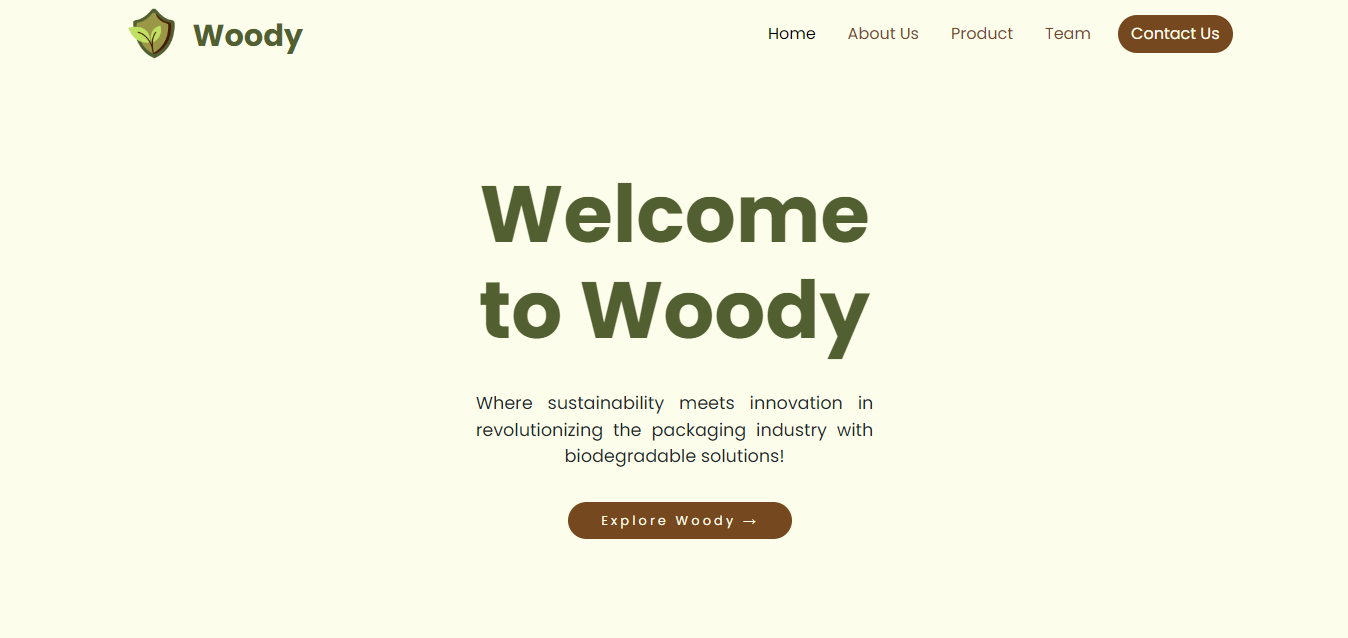 Woody
Home
About Us
Product
Team
Contact Us
Welcome
to Woody
Where sustainability meets innovation in
revolutionizing the packaging industry with
biodegradable solutions!
Explore Woody →